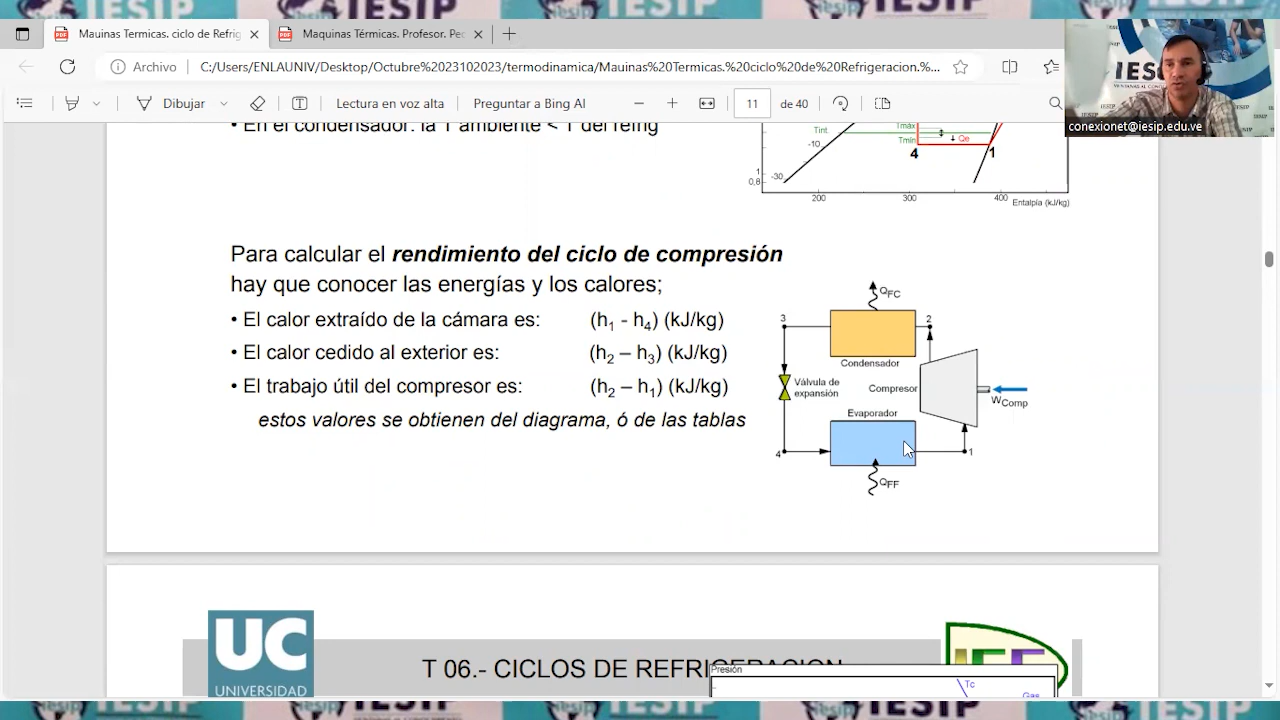 IESIP
Mauinas Termicas. ciclo de Refrig
Maquinas Térmicas. Profesor. Pe
Archivo
C:/Users/ENLAUNIV/Desktop/Octubre%20231 02023/termodinamica/Mauinas%20Termicas.%20ciclo%20de%20Refrigeracion.%...
Dibujar
Lectura en voz alta
Preguntar a Bing AI
11 de 40
IESIP
conexionet@iesip.edu.ve
• En el condensador: la T ambiente < T del refrig
Tmáx
Tint.
Tmín
Qe
-10
4
1
1
0,8
-30
200
300
400
Entalpía (kJ/kg)
Para calcular el rendimiento del ciclo de compresión
hay que conocer las energías y los calores;
• El calor extraído de la cámara es: (h1 - h4) (kJ/kg)
• El calor cedido al exterior es: (h2 – h3) (kJ/kg)
• El trabajo útil del compresor es: (h2 – h1) (kJ/kg)
estos valores se obtienen del diagrama, ó de las tablas
QFC
3
2
Condensador
Válvula de
expansión
Compresor
WComp
Evaporador
4
1
QFF
UC
UNIVERSIDAD
T 06.- CICLOS DE REFRIGERACION
Presión
Tc
Gas